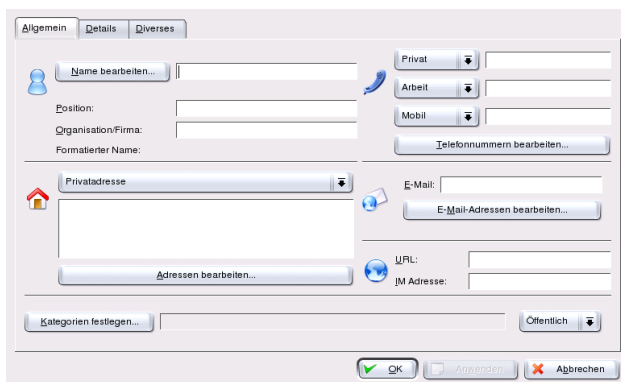 Allgemein Details Diverses
Name bearbeiten...
Position:
Organisation/Firma:
Formatierter Name:
Privat
Arbeit
Mobil
Telefonnummern bearbeiten...
Privatadresse
Adressen bearbeiten...
E-Mail:
E-Mail-Adressen bearbeiten...
URL:
IM Adresse:
Kategorien festlegen...
Öffentlich
OK Anwenden Abbrechen